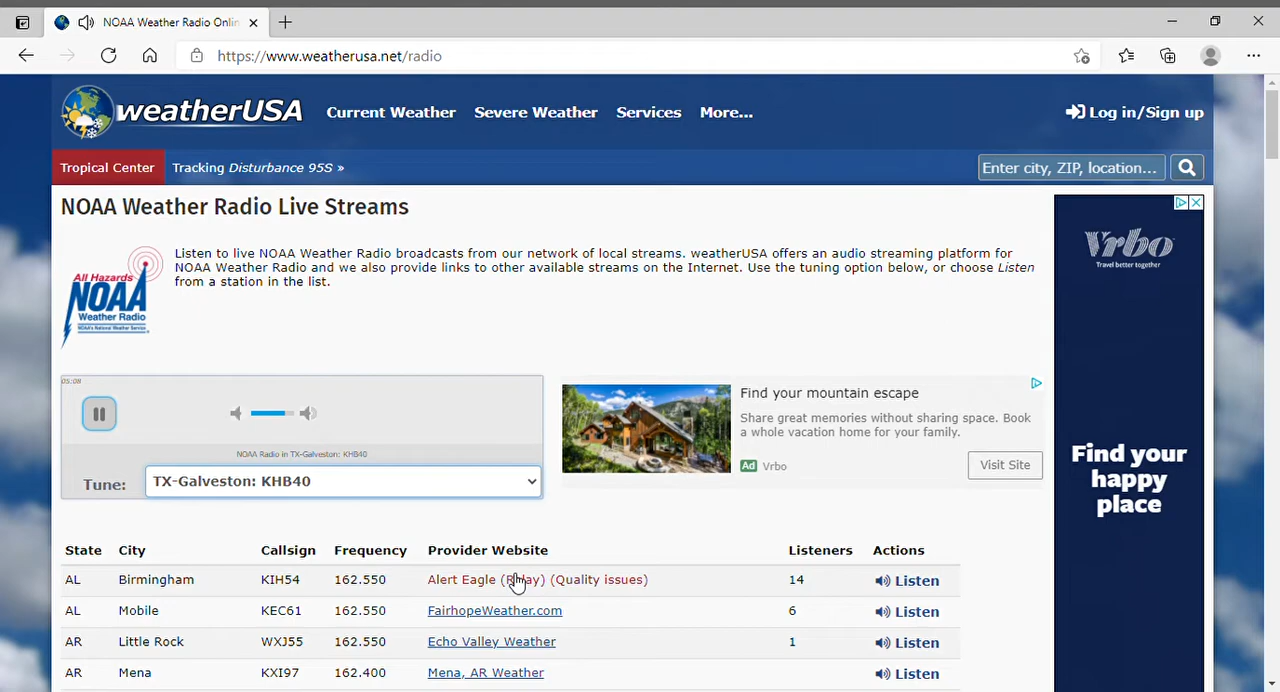 NOAA Weather Radio Onlin
https://www.weatherusa.net/radio
weatherUSA Current Weather Severe Weather Services More... Log in/Sign up
Tropical Center Tracking Disturbance 95S » Enter city, ZIP, location...
NOAA Weather Radio Live Streams
Listen to live NOAA Weather Radio broadcasts from our network of local streams. weatherUSA offers an audio streaming platform for
NOAA Weather Radio and we also provide links to other available streams on the Internet. Use the tuning option below, or choose Listen
from a station in the list.
All Hazards
NOAA
Weather Radio
NOAA's National Weather Service
Vrbo
Travel better together
05:08
NOAA Radio in TX-Galveston: KHB40
Tune: TX-Galveston: KHB40
Find your mountain escape
Share great memories without sharing space. Book
a whole vacation home for your family.
Ad Vrbo
Visit Site
Find your
happy
place
State City Callsign Frequency Provider Website Listeners Actions
AL Birmingham KIH54 162.550 Alert Eagle (Relay) (Quality issues) 14 Listen
AL Mobile KEC61 162.550 FairhopeWeather.com 6 Listen
AR Little Rock WXJ55 162.550 Echo Valley Weather 1 Listen
AR Mena KXI97 162.400 Mena, AR Weather Listen